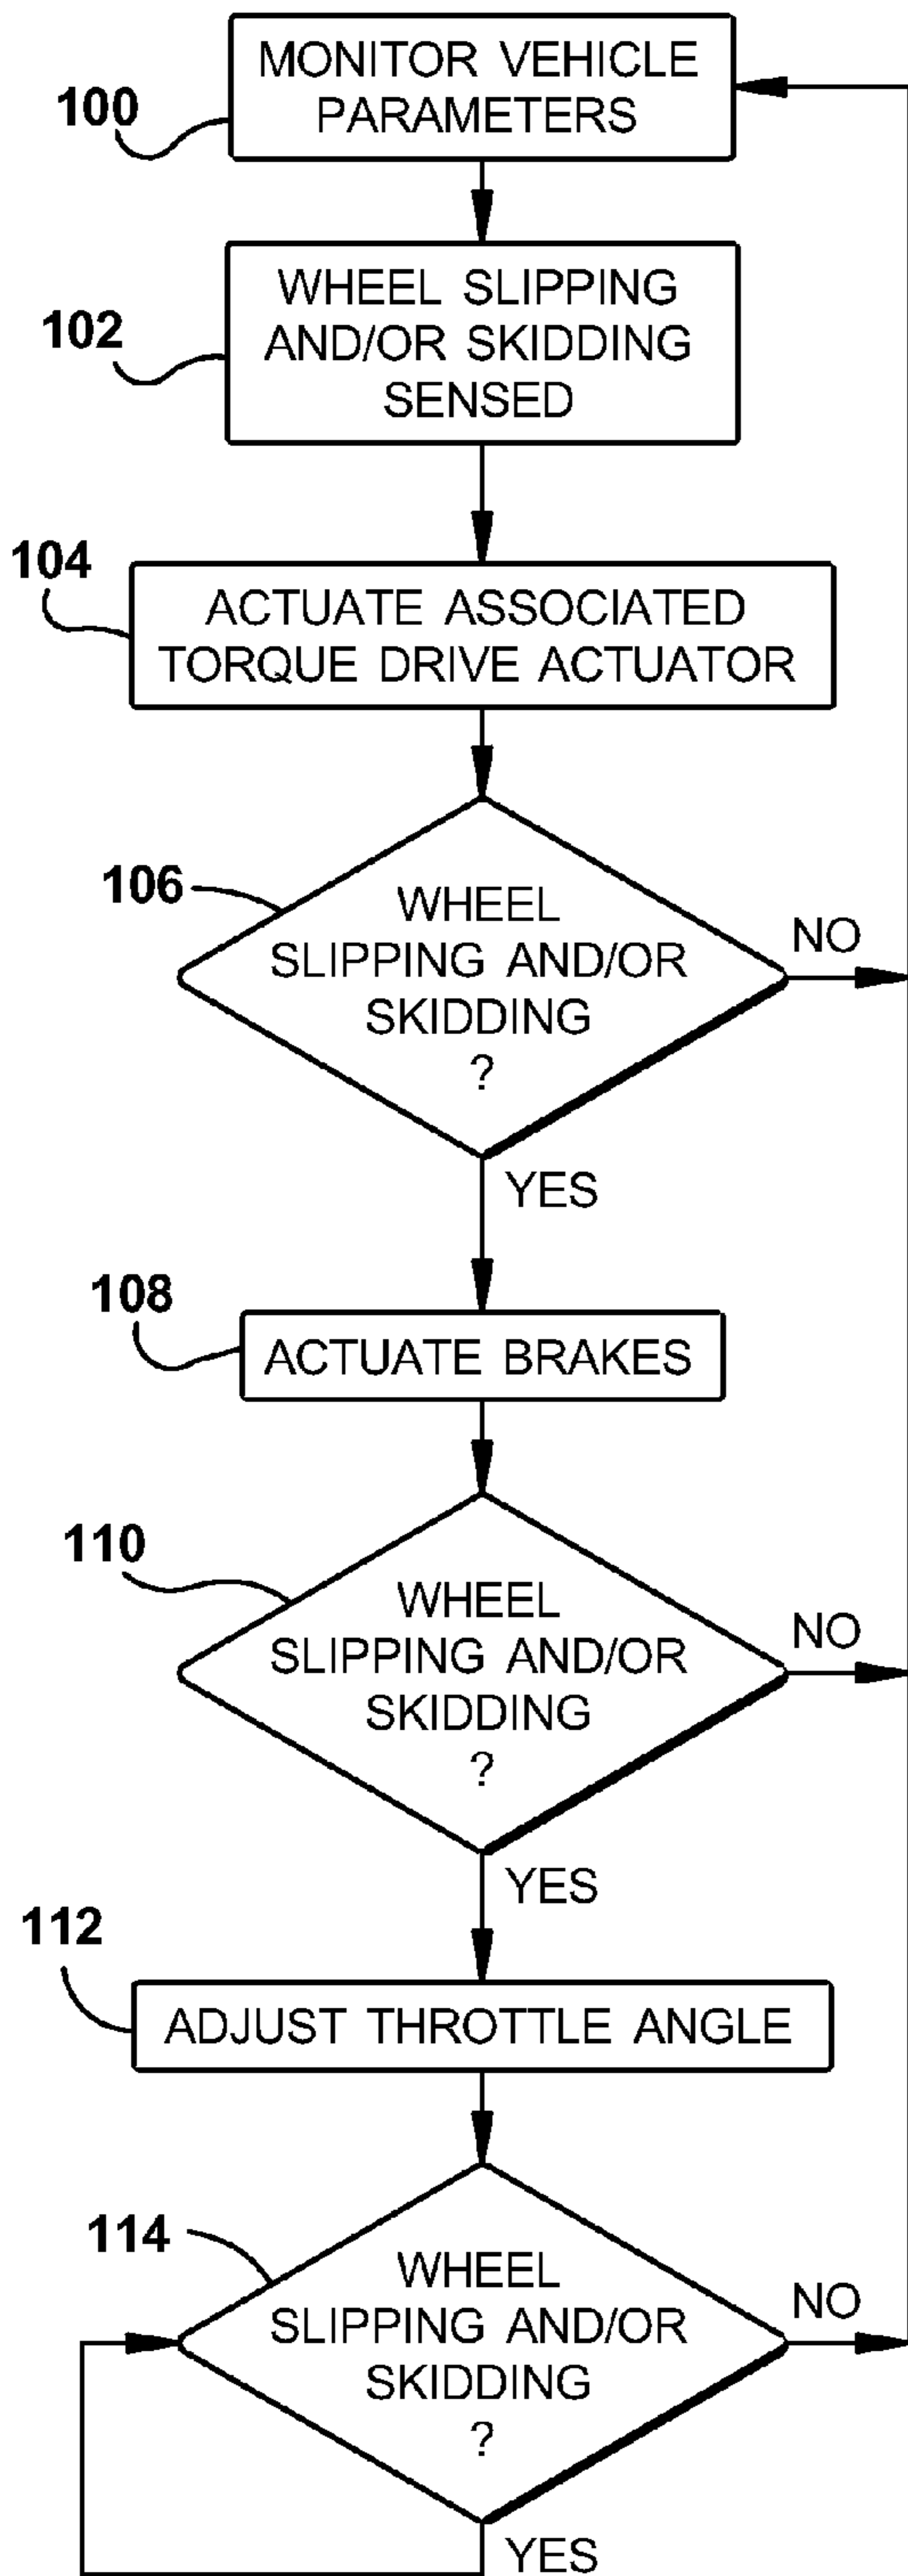 MONITOR VEHICLE
PARAMETERS
100
WHEEL SLIPPING
AND/OR SKIDDING
SENSED
102
104
ACTUATE ASSOCIATED
TORQUE DRIVE ACTUATOR
106
WHEEL
SLIPPING AND/OR
SKIDDING
?
NO
YES
108
ACTUATE BRAKES
110
WHEEL
SLIPPING AND/OR
SKIDDING
?
NO
YES
112
ADJUST THROTTLE ANGLE
114
WHEEL
SLIPPING AND/OR
SKIDDING
?
NO
YES